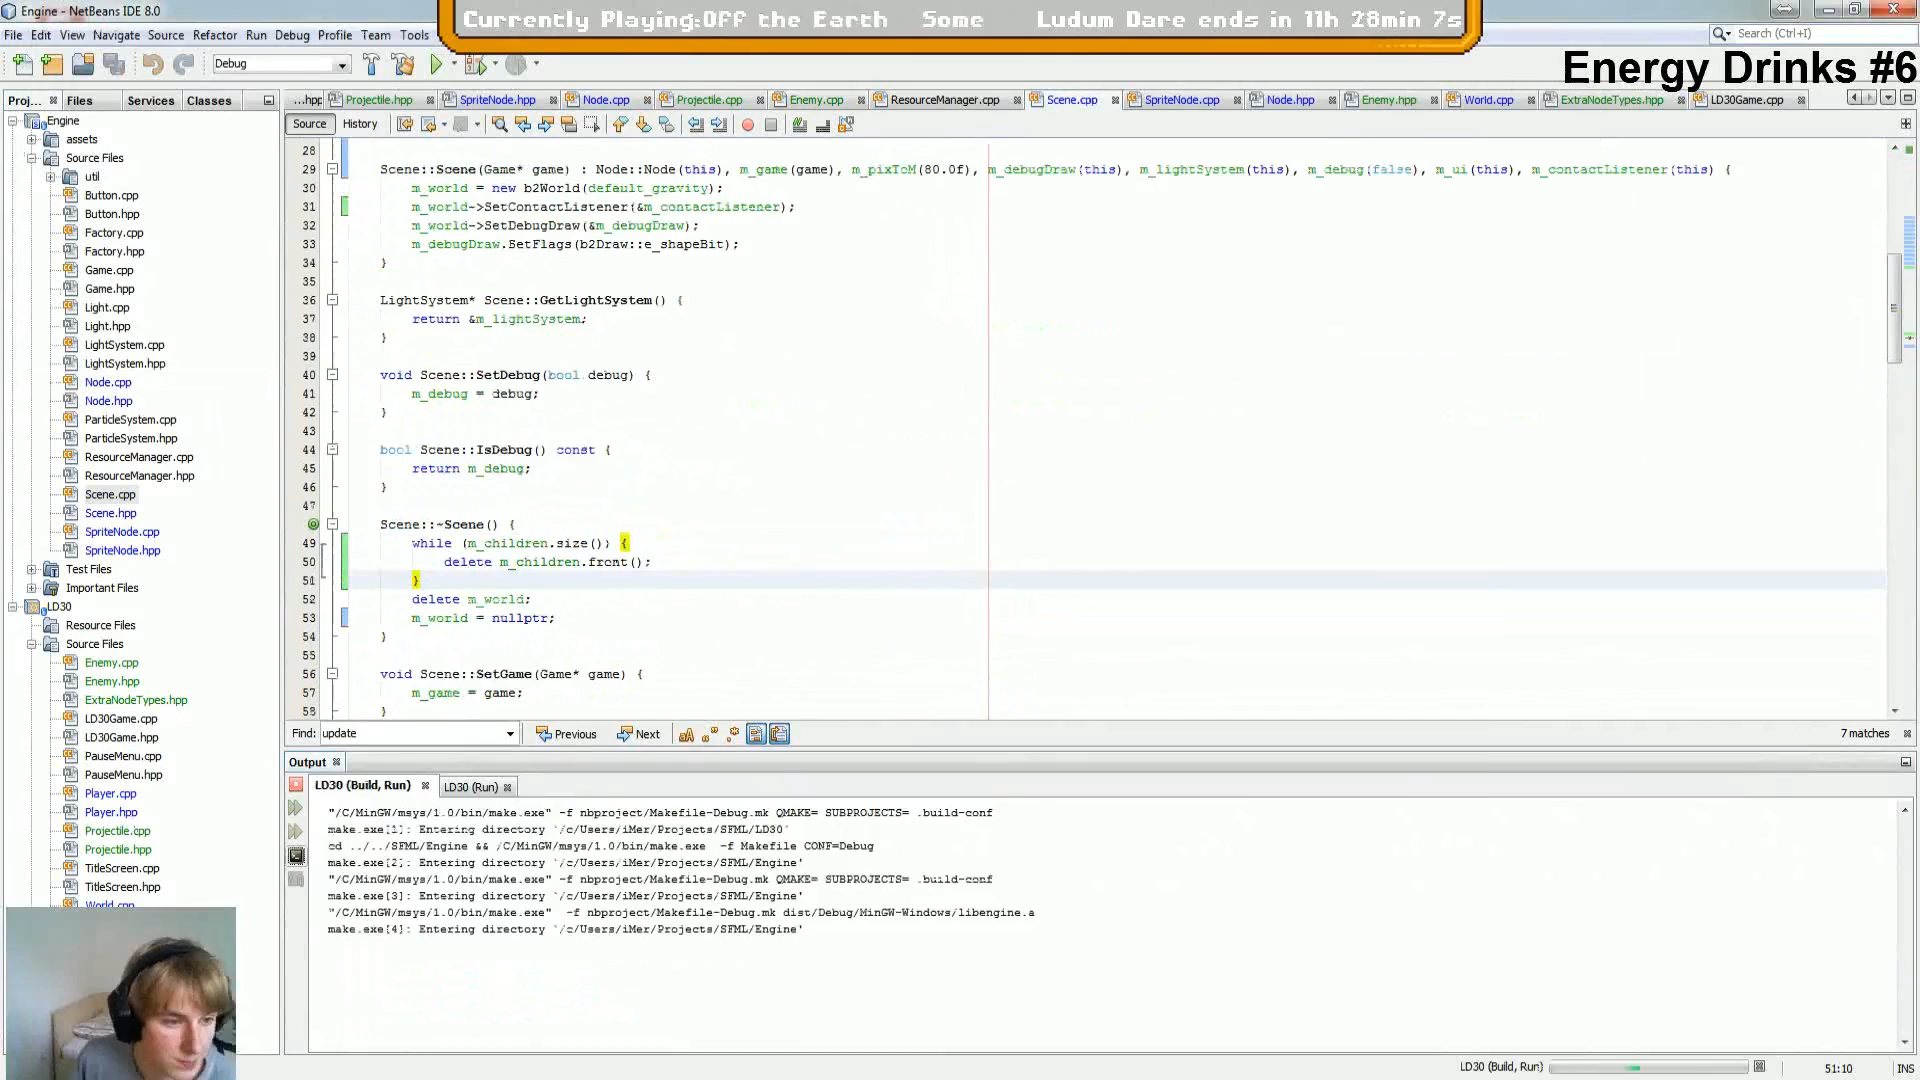 Engine - NetBeans IDE 8.0
Currently Playing:Off the Earth Some Ludum Dare ends in 11h 28min 7s
File Edit View Navigate Source Refactor Run Debug Profile Team Tools
Search (Ctrl+I)
Debug
Energy Drinks #6
Proj... Files Services Classes
...hpp Projectile.hpp SpriteNode.hpp Node.cpp Projectile.cpp Enemy.cpp ResourceManager.cpp Scene.cpp SpriteNode.cpp Node.hpp Enemy.hpp World.cpp ExtraNodeTypes.hpp LD30Game.cpp
Source History
Engine
assets
Source Files
util
Button.cpp
Button.hpp
Factory.cpp
Factory.hpp
Game.cpp
Game.hpp
Light.cpp
Light.hpp
LightSystem.cpp
LightSystem.hpp
Node.cpp
Node.hpp
ParticleSystem.cpp
ParticleSystem.hpp
ResourceManager.cpp
ResourceManager.hpp
Scene.cpp
Scene.hpp
SpriteNode.cpp
SpriteNode.hpp
Test Files
Important Files
LD30
Resource Files
Source Files
Enemy.cpp
Enemy.hpp
ExtraNodeTypes.hpp
LD30Game.cpp
LD30Game.hpp
PauseMenu.cpp
PauseMenu.hpp
Player.cpp
Player.hpp
Projectile.cpp
Projectile.hpp
TitleScreen.cpp
TitleScreen.hpp
World.cpp
28
29 Scene::Scene(Game* game) : Node::Node(this), m_game(game), m_pixToM(80.0f), m_debugDraw(this), m_lightSystem(this), m_debug(false), m_ui(this), m_contactListener(this) {
30 m_world = new b2World(default_gravity);
31 m_world->SetContactListener(&m_contactListener);
32 m_world->SetDebugDraw(&m_debugDraw);
33 m_debugDraw.SetFlags(b2Draw::e_shapeBit);
34 }
35
36 LightSystem* Scene::GetLightSystem() {
37 return &m_lightSystem;
38 }
39
40 void Scene::SetDebug(bool debug) {
41 m_debug = debug;
42 }
43
44 bool Scene::IsDebug() const {
45 return m_debug;
46 }
47
Scene::~Scene() {
49 while (m_children.size()) {
50 delete m_children.front();
51 }
52 delete m_world;
53 m_world = nullptr;
54 }
55
56 void Scene::SetGame(Game* game) {
57 m_game = game;
58 }
Find: update Previous Next 7 matches
Output
LD30 (Build, Run) LD30 (Run)
"/C/MinGW/msys/1.0/bin/make.exe" -f nbproject/Makefile-Debug.mk QMAKE= SUBPROJECTS= .build-conf
make.exe[1]: Entering directory `/c/Users/iMer/Projects/SFML/LD30'
cd ../../SFML/Engine && /C/MinGW/msys/1.0/bin/make.exe -f Makefile CONF=Debug
make.exe[2]: Entering directory `/c/Users/iMer/Projects/SFML/Engine'
"/C/MinGW/msys/1.0/bin/make.exe" -f nbproject/Makefile-Debug.mk QMAKE= SUBPROJECTS= .build-conf
make.exe[3]: Entering directory `/c/Users/iMer/Projects/SFML/Engine'
"/C/MinGW/msys/1.0/bin/make.exe" -f nbproject/Makefile-Debug.mk dist/Debug/MinGW-Windows/libengine.a
make.exe[4]: Entering directory `/c/Users/iMer/Projects/SFML/Engine'
LD30 (Build, Run) 51:10 INS